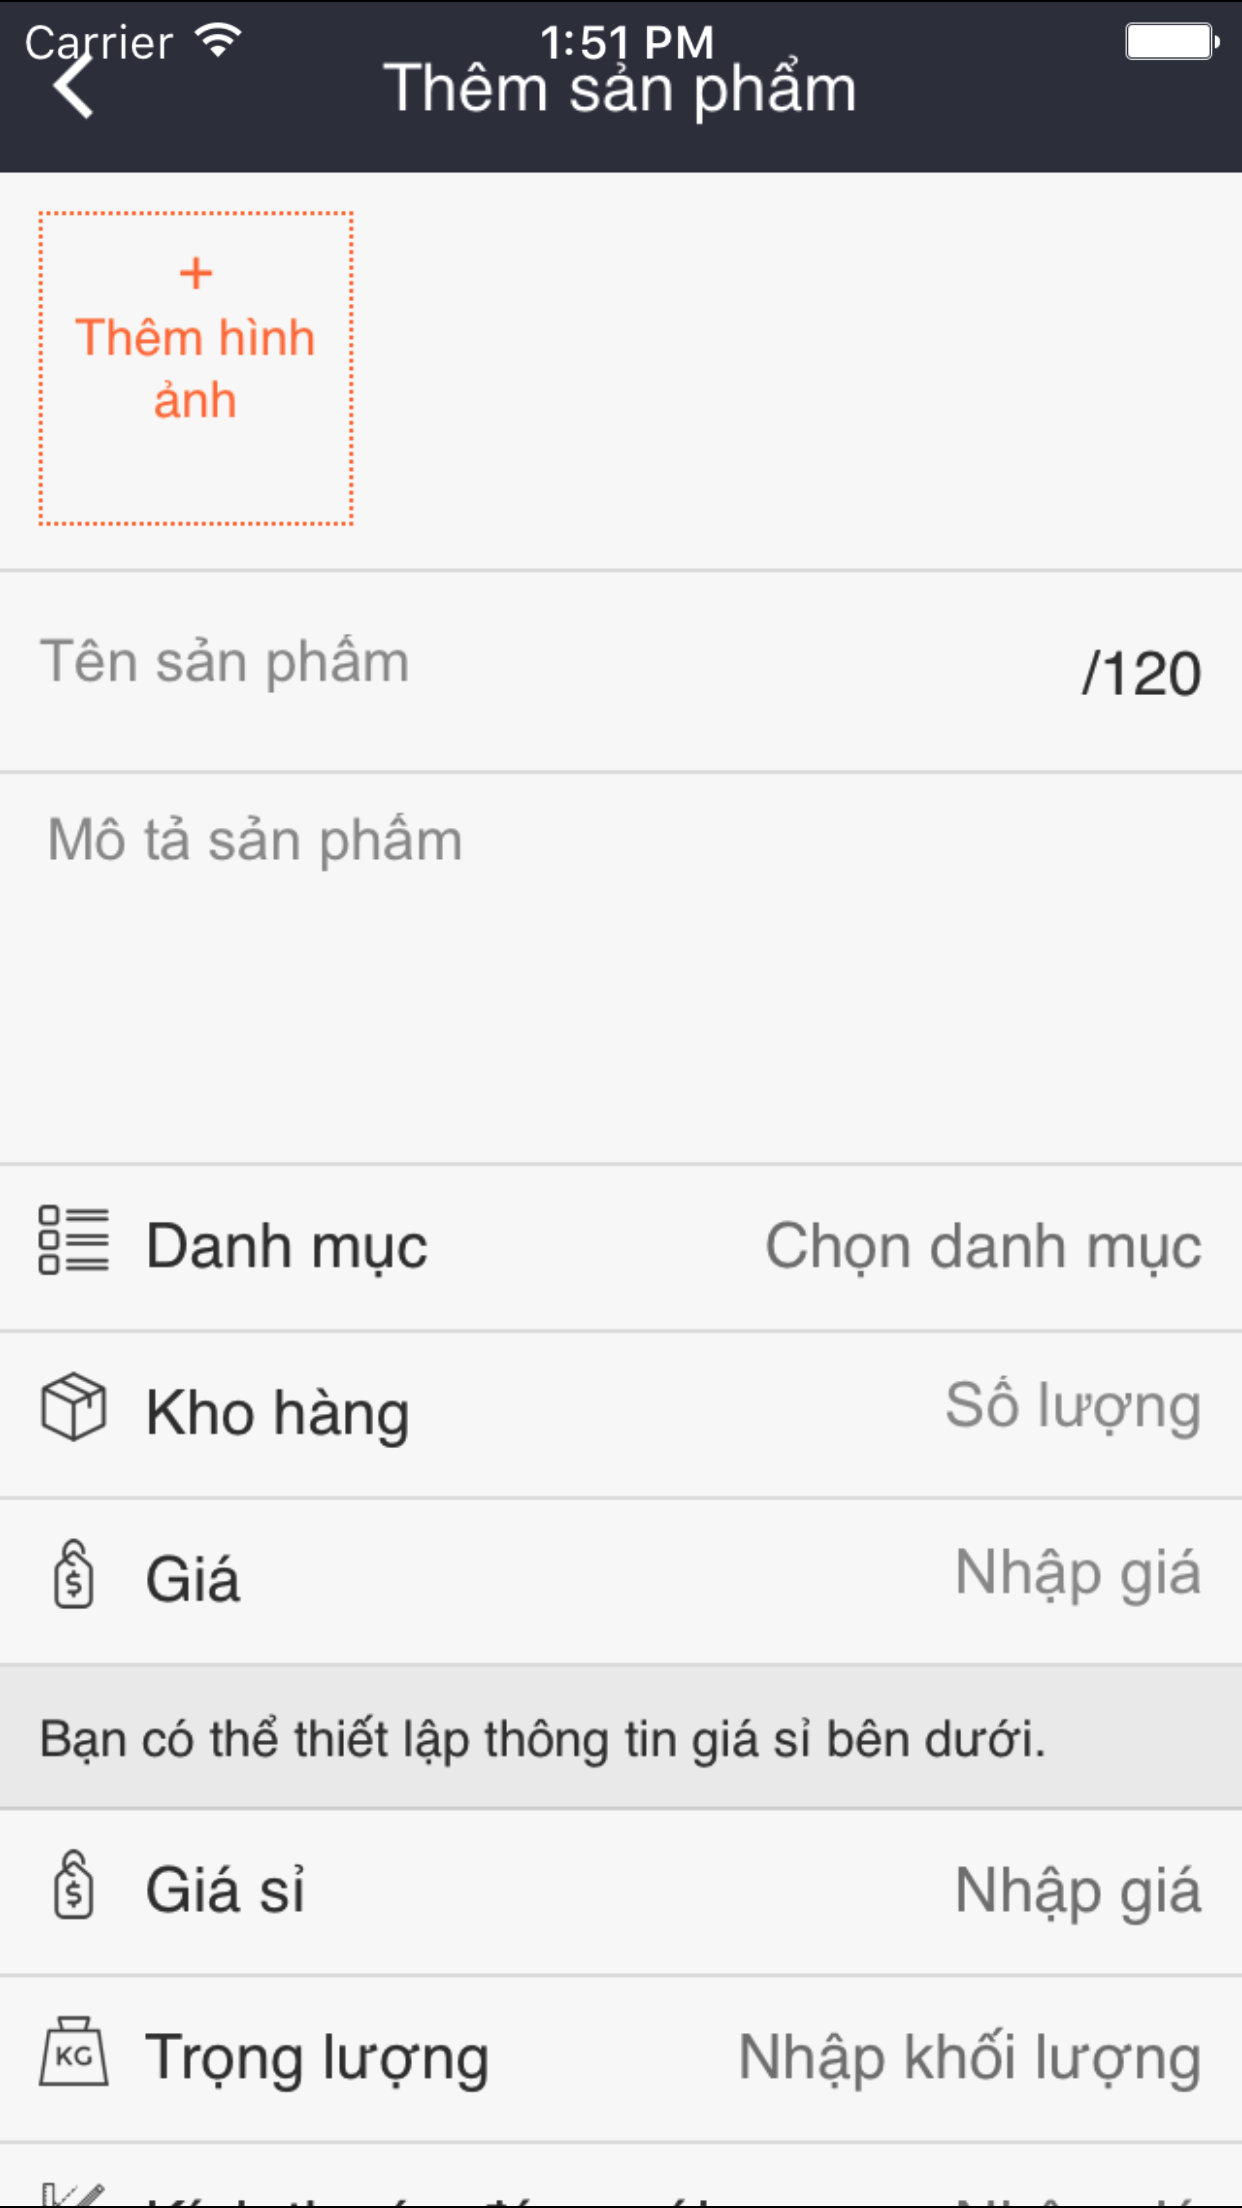 Carrier 1:51 PM
Thêm sản phẩm
+
Thêm hình
ảnh
Tên sản phẩm /120
Mô tả sản phẩm
Danh mục Chọn danh mục
Kho hàng Số lượng
$ Giá Nhập giá
Bạn có thể thiết lập thông tin giá sỉ bên dưới.
$ Giá sỉ Nhập giá
KG Trọng lượng Nhập khối lượng